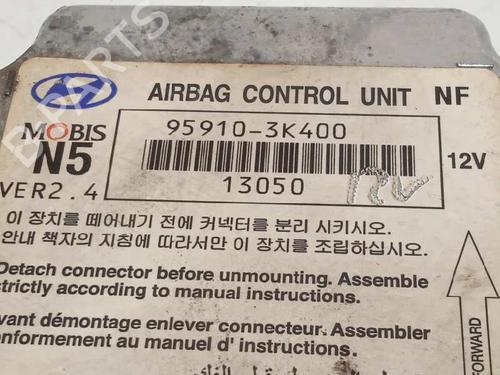 AIRBAG CONTROL UNIT NF
MOBIS
95910-3K400
N5
12V
VER2.4
13050
이 장치를 떼어내기 전에 커넥터를 분리 시키시오.
안내 책자의 지침에 따라서만 이 장치를 조립하십시오.
Detach connector before unmounting. Assemble
strictly according to manual instructions.
avant démontage enlever connecteur. Assembler
conformement au manuel d' instructions.
FORWARD
B PARTS